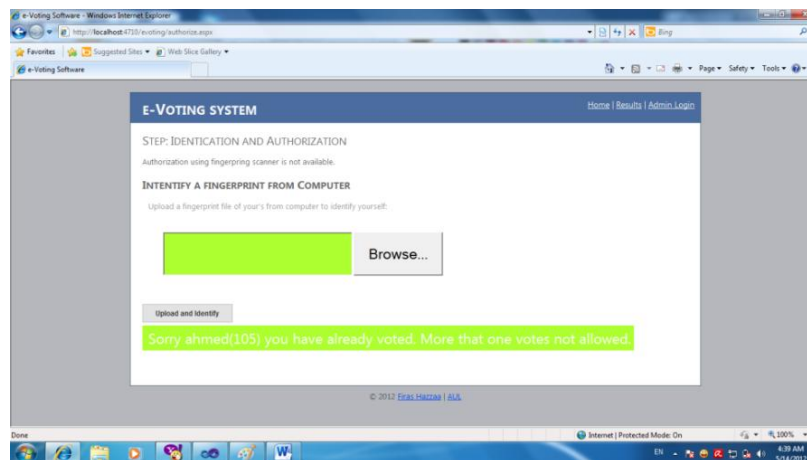 e-Voting Software - Windows Internet Explorer
http://localhost:4710/evoting/authorize.aspx
Bing
Favorites Suggested Sites Web Slice Gallery
e-Voting Software Page Safety Tools
E-VOTING SYSTEM Home | Results | Admin Login
STEP: IDENTICATION AND AUTHORIZATION
Authorization using fingerpring scanner is not available.
INTENTIFY A FINGERPRINT FROM COMPUTER
Upload a fingerprint file of your's from computer to identify yourself:
Browse...
Upload and Identify
Sorry ahmed(105) you have already voted. More that one votes not allowed.
© 2012 Firas Hazzaa | AUL
Done Internet | Protected Mode: On 100%
EN 4:39 AM
5/14/2012